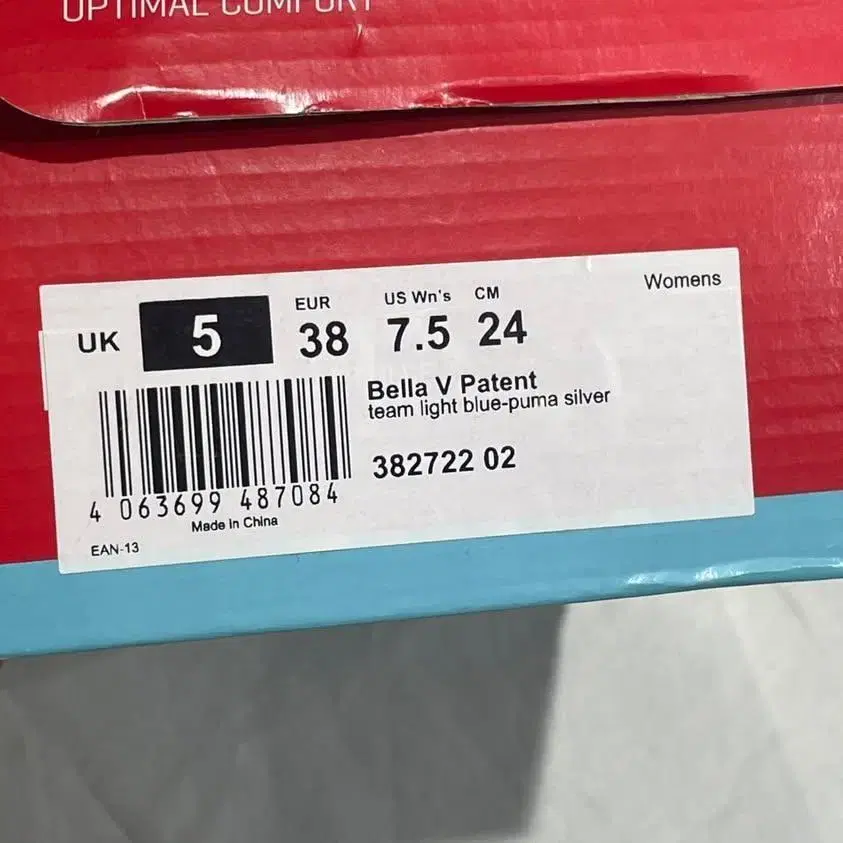 OPTIMAL COMFORT
Womens
UK 5
EUR 38
US Wn's 7.5
CM 24
Bella V Patent
team light blue-puma silver
382722 02
4 063699 487084
Made in China
EAN-13